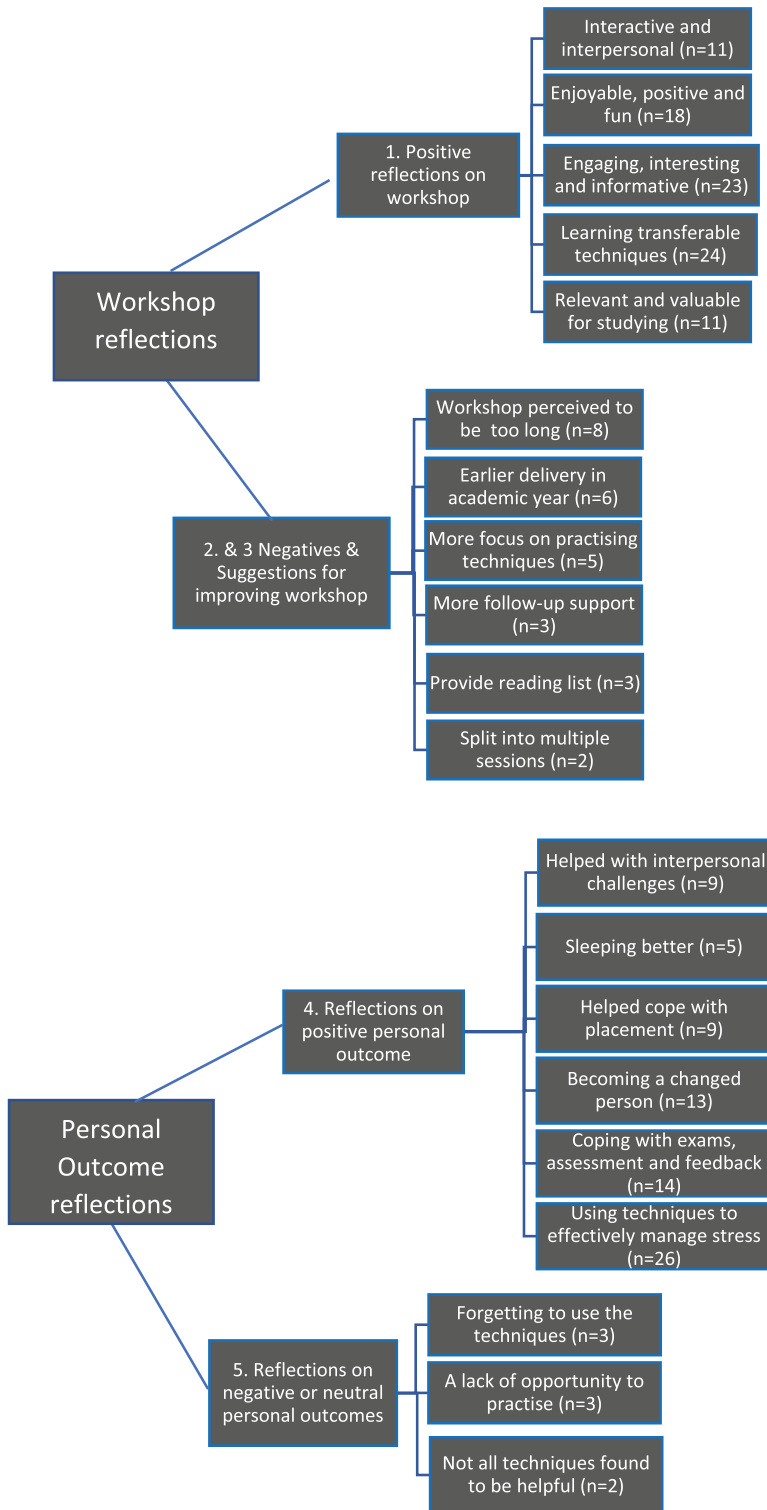 Workshop
reflections
1. Positive
reflections on
workshop
Interactive and
interpersonal (n=11)
Enjoyable, positive and
fun (n=18)
Engaging, interesting
and informative (n=23)
Learning transferable
techniques (n=24)
Relevant and valuable
for studying (n=11)
2. & 3 Negatives &
Suggestions for
improving workshop
Workshop perceived to
be too long (n=8)
Earlier delivery in
academic year (n=6)
More focus on practising
techniques (n=5)
More follow-up support
(n=3)
Provide reading list (n=3)
Split into multiple
sessions (n=2)
Personal
Outcome
reflections
4. Reflections on
positive personal
outcome
Helped with interpersonal
challenges (n=9)
Sleeping better (n=5)
Helped cope with
placement (n=9)
Becoming a changed
person (n=13)
Coping with exams,
assessment and feedback
(n=14)
Using techniques to
effectively manage stress
(n=26)
5. Reflections on
negative or neutral
personal outcomes
Forgetting to use the
techniques (n=3)
A lack of opportunity to
practise (n=3)
Not all techniques found
to be helpful (n=2)